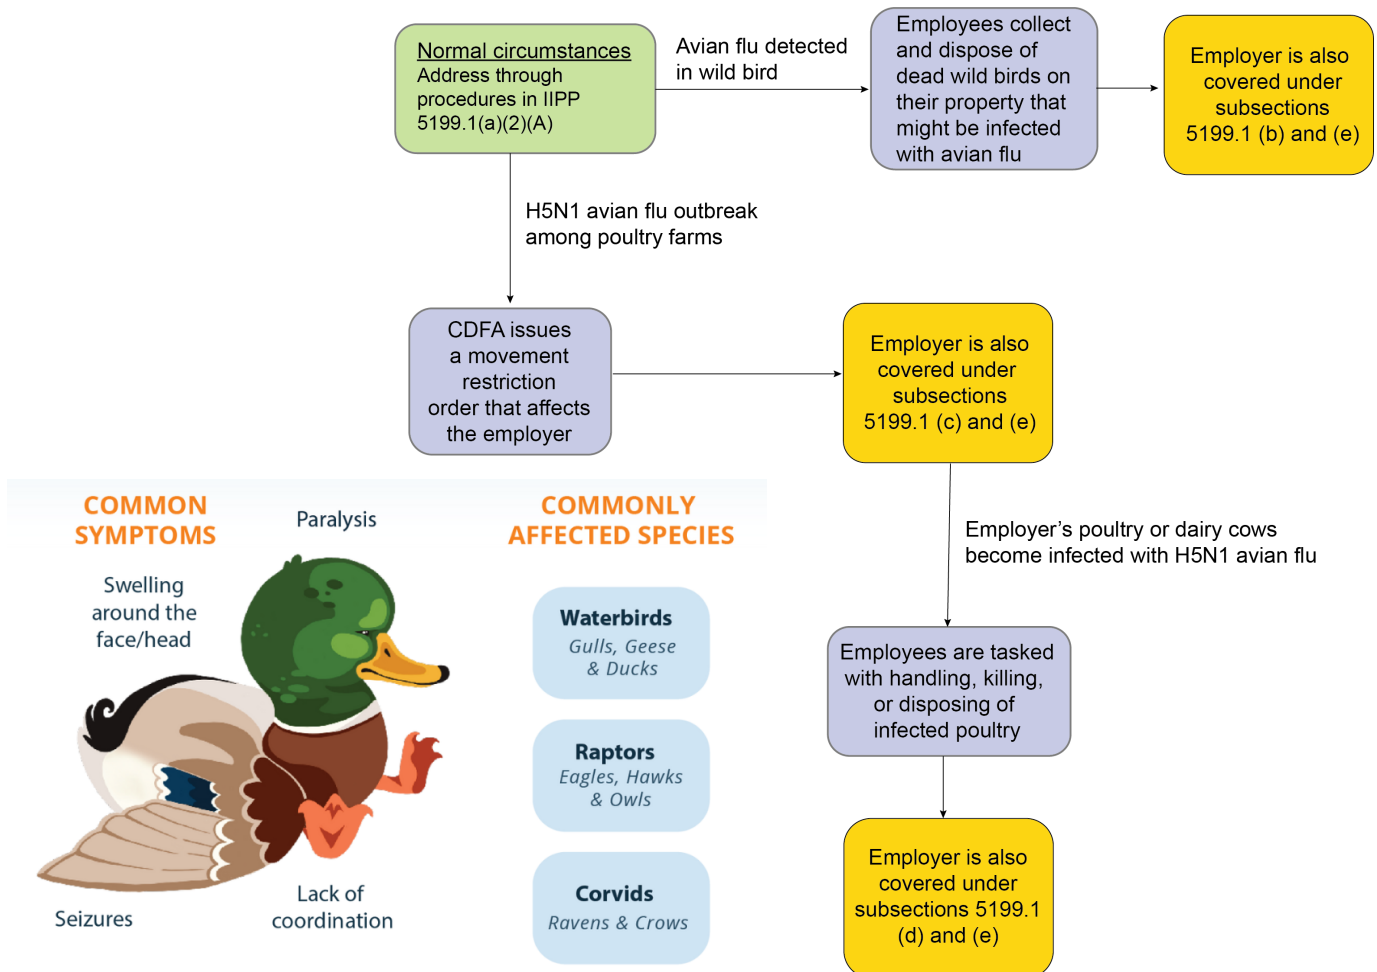 Normal circumstances
Address through
procedures in IIPP
5199.1(a)(2)(A)
Avian flu detected
in wild bird
Employees collect
and dispose of
dead wild birds on
their property that
might be infected
with avian flu
Employer is also
covered under
subsections
5199.1 (b) and (e)
H5N1 avian flu outbreak
among poultry farms
CDFA issues
a movement
restriction
order that affects
the employer
Employer is also
covered under
subsections
5199.1 (c) and (e)
Employer’s poultry or dairy cows
become infected with H5N1 avian flu
Employees are tasked
with handling, killing,
or disposing of
infected poultry
Employer is also
covered under
subsections 5199.1
(d) and (e)
COMMON
SYMPTOMS
Paralysis
Swelling
around the
face/head
Seizures
Lack of
coordination
COMMONLY
AFFECTED SPECIES
Waterbirds
Gulls, Geese
& Ducks
Raptors
Eagles, Hawks
& Owls
Corvids
Ravens & Crows